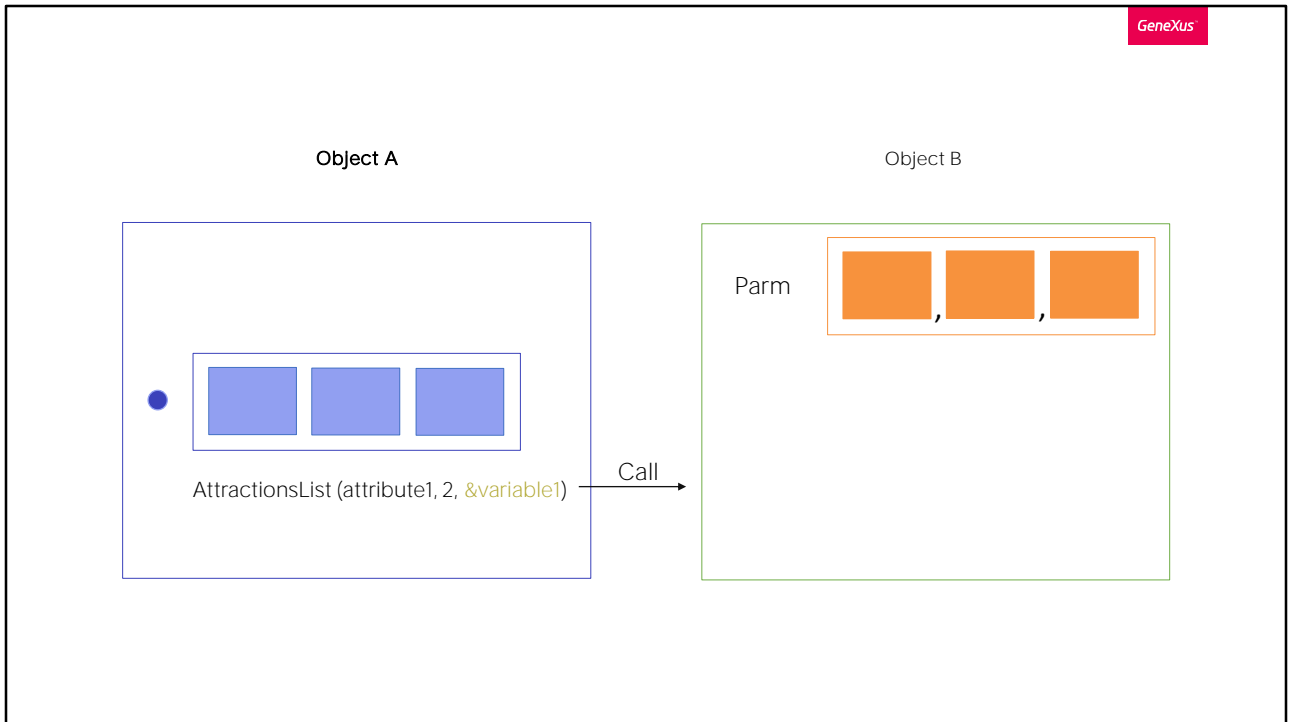 GeneXus
Object A
Object B
Parm
, ,
AttractionsList (attribute1, 2, &variable1)
Call